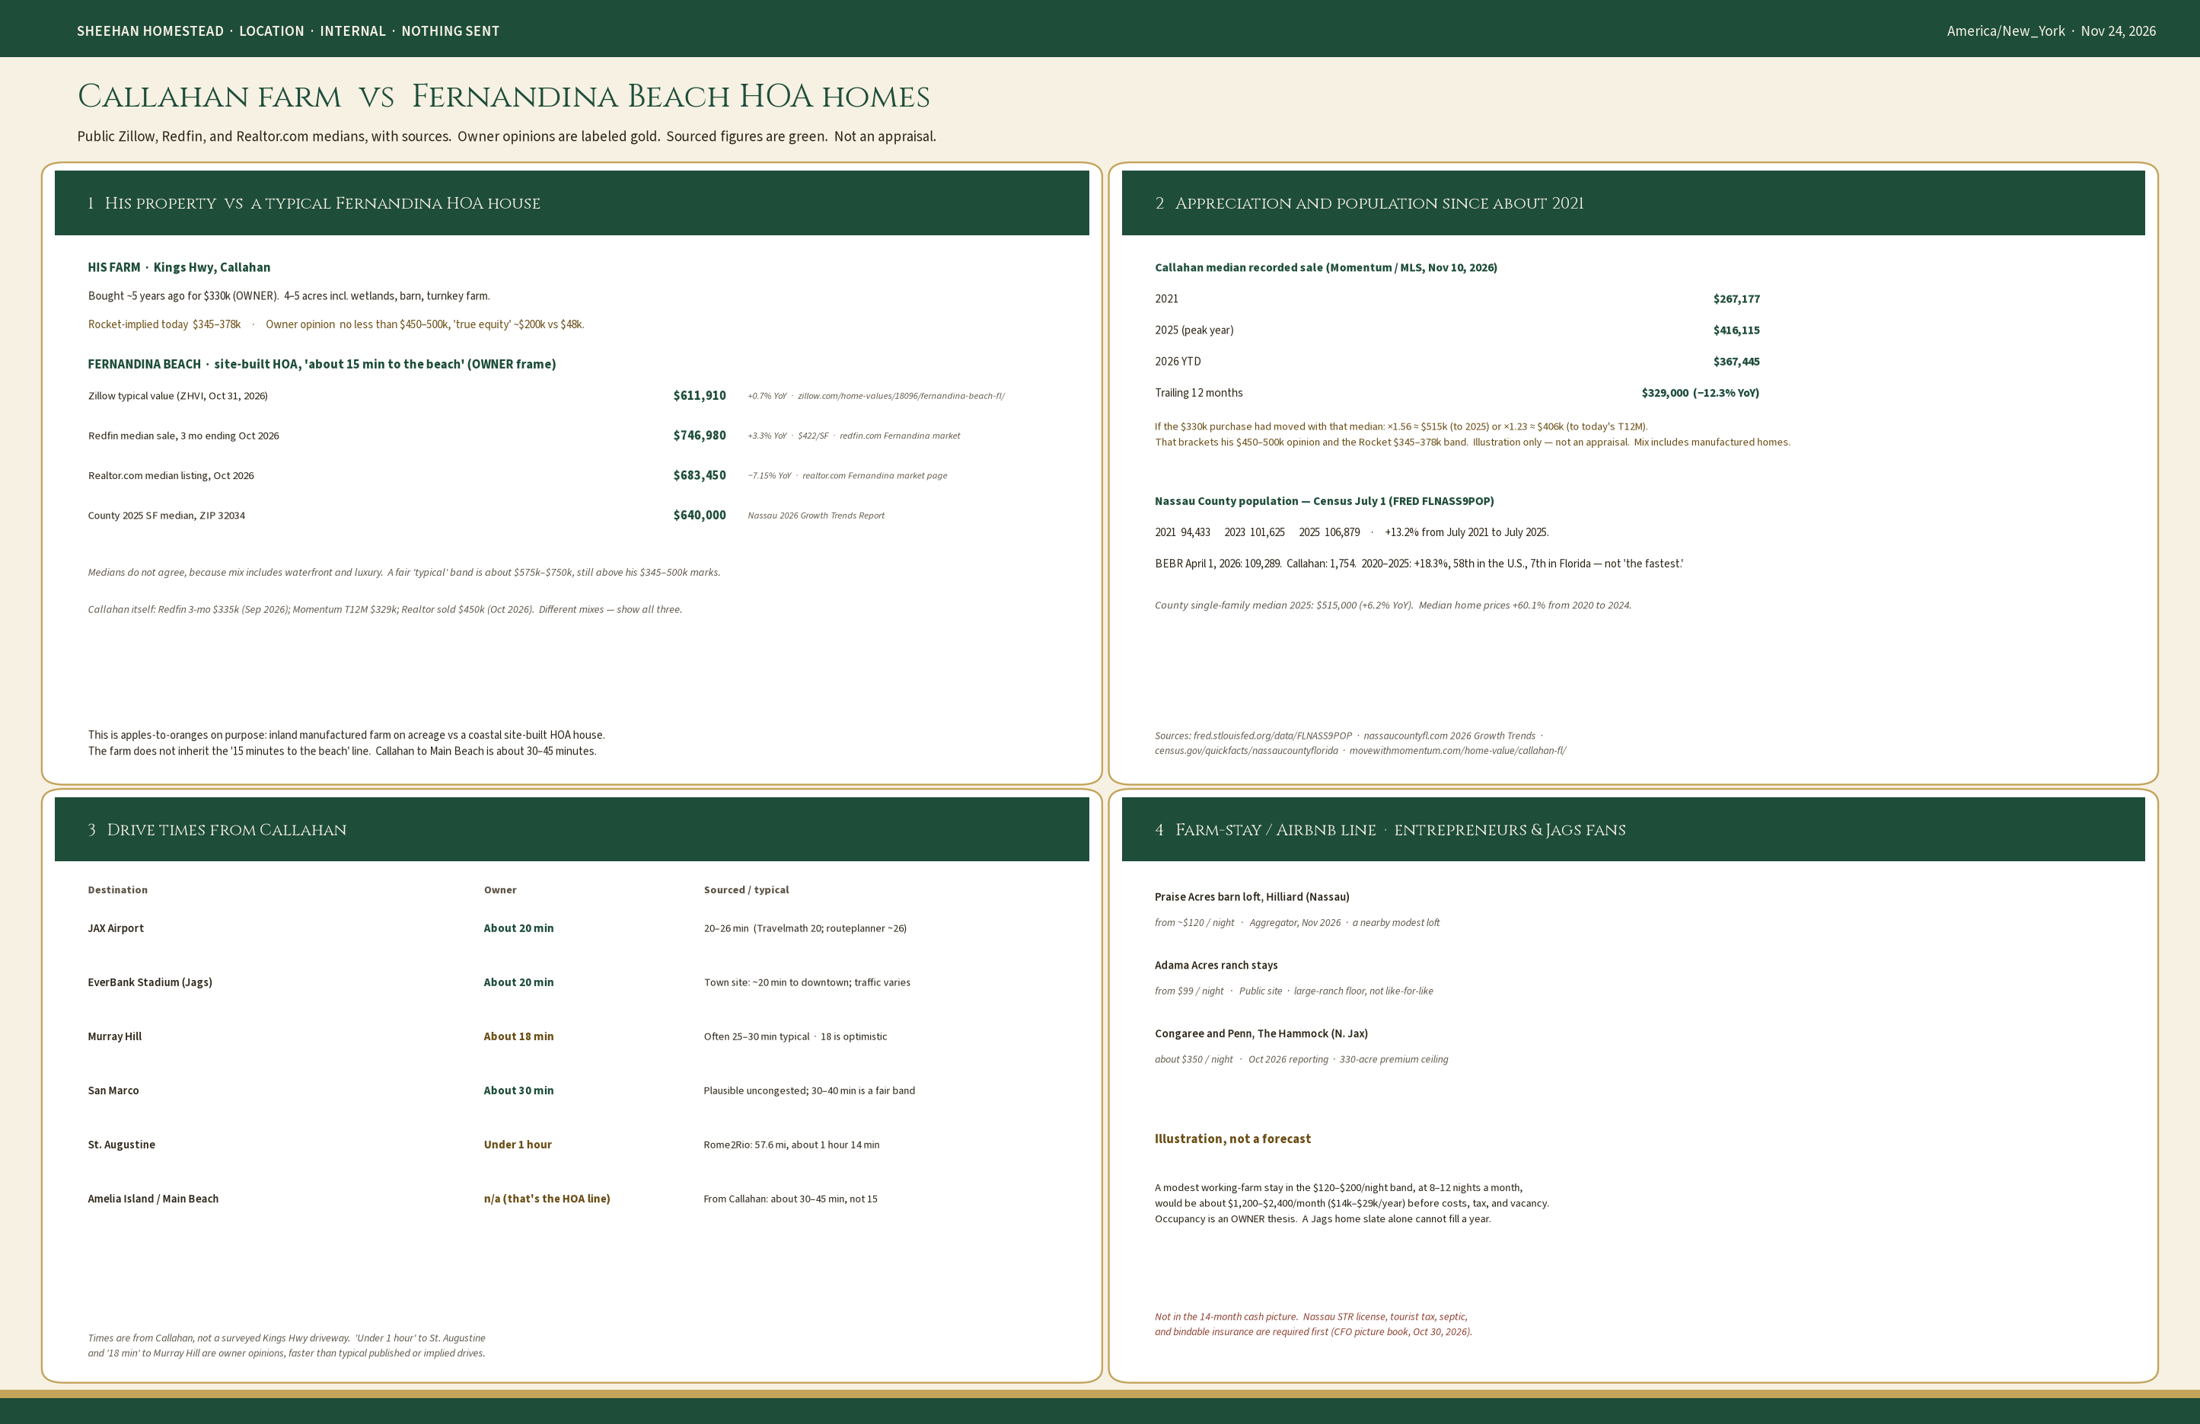 SHEEHAN HOMESTEAD · LOCATION · INTERNAL · NOTHING SENT
America/New_York · Nov 24, 2026
Callahan farm vs Fernandina Beach HOA homes
Public Zillow, Redfin, and Realtor.com medians, with sources. Owner opinions are labeled gold. Sourced figures are green. Not an appraisal.
1 His property vs a typical Fernandina HOA house
HIS FARM · Kings Hwy, Callahan
Bought ~5 years ago for $330k (OWNER). 4–5 acres incl. wetlands, barn, turnkey farm.
Rocket-implied today $345–378k · Owner opinion no less than $450–500k, 'true equity' ~$200k vs $48k.
FERNANDINA BEACH · site-built HOA, 'about 15 min to the beach' (OWNER frame)
Zillow typical value (ZHVI, Oct 31, 2026) $611,910 +0.7% YoY · zillow.com/home-values/18096/fernandina-beach-fl/
Redfin median sale, 3 mo ending Oct 2026 $746,980 +3.3% YoY · $422/SF · redfin.com Fernandina market
Realtor.com median listing, Oct 2026 $683,450 −7.15% YoY · realtor.com Fernandina market page
County 2025 SF median, ZIP 32034 $640,000 Nassau 2026 Growth Trends Report
Medians do not agree, because mix includes waterfront and luxury. A fair 'typical' band is about $575k–$750k, still above his $345–500k marks.
Callahan itself: Redfin 3-mo $335k (Sep 2026); Momentum T12M $329k; Realtor sold $450k (Oct 2026). Different mixes — show all three.
This is apples-to-oranges on purpose: inland manufactured farm on acreage vs a coastal site-built HOA house.
The farm does not inherit the '15 minutes to the beach' line. Callahan to Main Beach is about 30–45 minutes.
2 Appreciation and population since about 2021
Callahan median recorded sale (Momentum / MLS, Nov 10, 2026)
2021 $267,177
2025 (peak year) $416,115
2026 YTD $367,445
Trailing 12 months $329,000 (−12.3% YoY)
If the $330k purchase had moved with that median: ×1.56 ≈ $515k (to 2025) or ×1.23 ≈ $406k (to today's T12M).
That brackets his $450–500k opinion and the Rocket $345–378k band. Illustration only — not an appraisal. Mix includes manufactured homes.
Nassau County population — Census July 1 (FRED FLNASS9POP)
2021 94,433 2023 101,625 2025 106,879 · +13.2% from July 2021 to July 2025.
BEBR April 1, 2026: 109,289. Callahan: 1,754. 2020–2025: +18.3%, 58th in the U.S., 7th in Florida — not 'the fastest.'
County single-family median 2025: $515,000 (+6.2% YoY). Median home prices +60.1% from 2020 to 2024.
Sources: fred.stlouisfed.org/data/FLNASS9POP · nassaucountyfl.com 2026 Growth Trends ·
census.gov/quickfacts/nassaucountyflorida · movewithmomentum.com/home-value/callahan-fl/
3 Drive times from Callahan
Destination Owner Sourced / typical
JAX Airport About 20 min 20–26 min (Travelmath 20; routeplanner ~26)
EverBank Stadium (Jags) About 20 min Town site: ~20 min to downtown; traffic varies
Murray Hill About 18 min Often 25–30 min typical · 18 is optimistic
San Marco About 30 min Plausible uncongested; 30–40 min is a fair band
St. Augustine Under 1 hour Rome2Rio: 57.6 mi, about 1 hour 14 min
Amelia Island / Main Beach n/a (that's the HOA line) From Callahan: about 30–45 min, not 15
Times are from Callahan, not a surveyed Kings Hwy driveway. 'Under 1 hour' to St. Augustine
and '18 min' to Murray Hill are owner opinions, faster than typical published or implied drives.
4 Farm-stay / Airbnb line · entrepreneurs & Jags fans
Praise Acres barn loft, Hilliard (Nassau)
from ~$120 / night · Aggregator, Nov 2026 · a nearby modest loft
Adama Acres ranch stays
from $99 / night · Public site · large-ranch floor, not like-for-like
Congaree and Penn, The Hammock (N. Jax)
about $350 / night · Oct 2026 reporting · 330-acre premium ceiling
Illustration, not a forecast
A modest working-farm stay in the $120–$200/night band, at 8–12 nights a month,
would be about $1,200–$2,400/month ($14k–$29k/year) before costs, tax, and vacancy.
Occupancy is an OWNER thesis. A Jags home slate alone cannot fill a year.
Not in the 14-month cash picture. Nassau STR license, tourist tax, septic,
and bindable insurance are required first (CFO picture book, Oct 30, 2026).